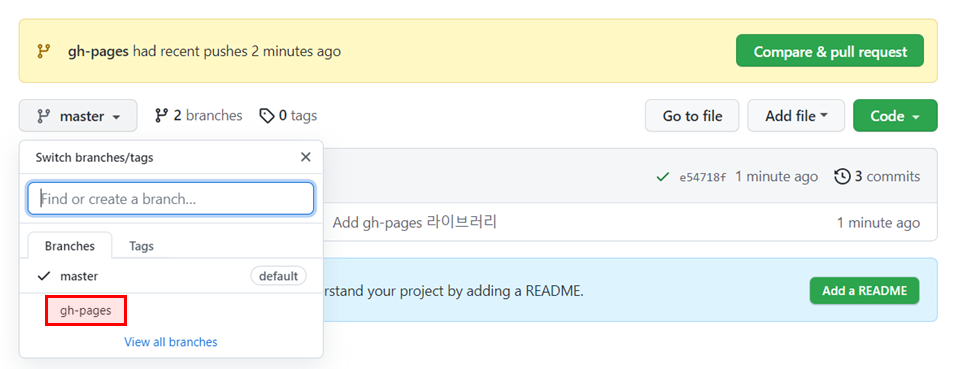 gh-pages had recent pushes 2 minutes ago
Compare & pull request
master
2 branches
0 tags
Go to file
Add file
Code
Switch branches/tags
Find or create a branch...
Branches
Tags
master
default
gh-pages
View all branches
e54718f 1 minute ago
3 commits
Add gh-pages 라이브러리
1 minute ago
rstand your project by adding a README.
Add a README